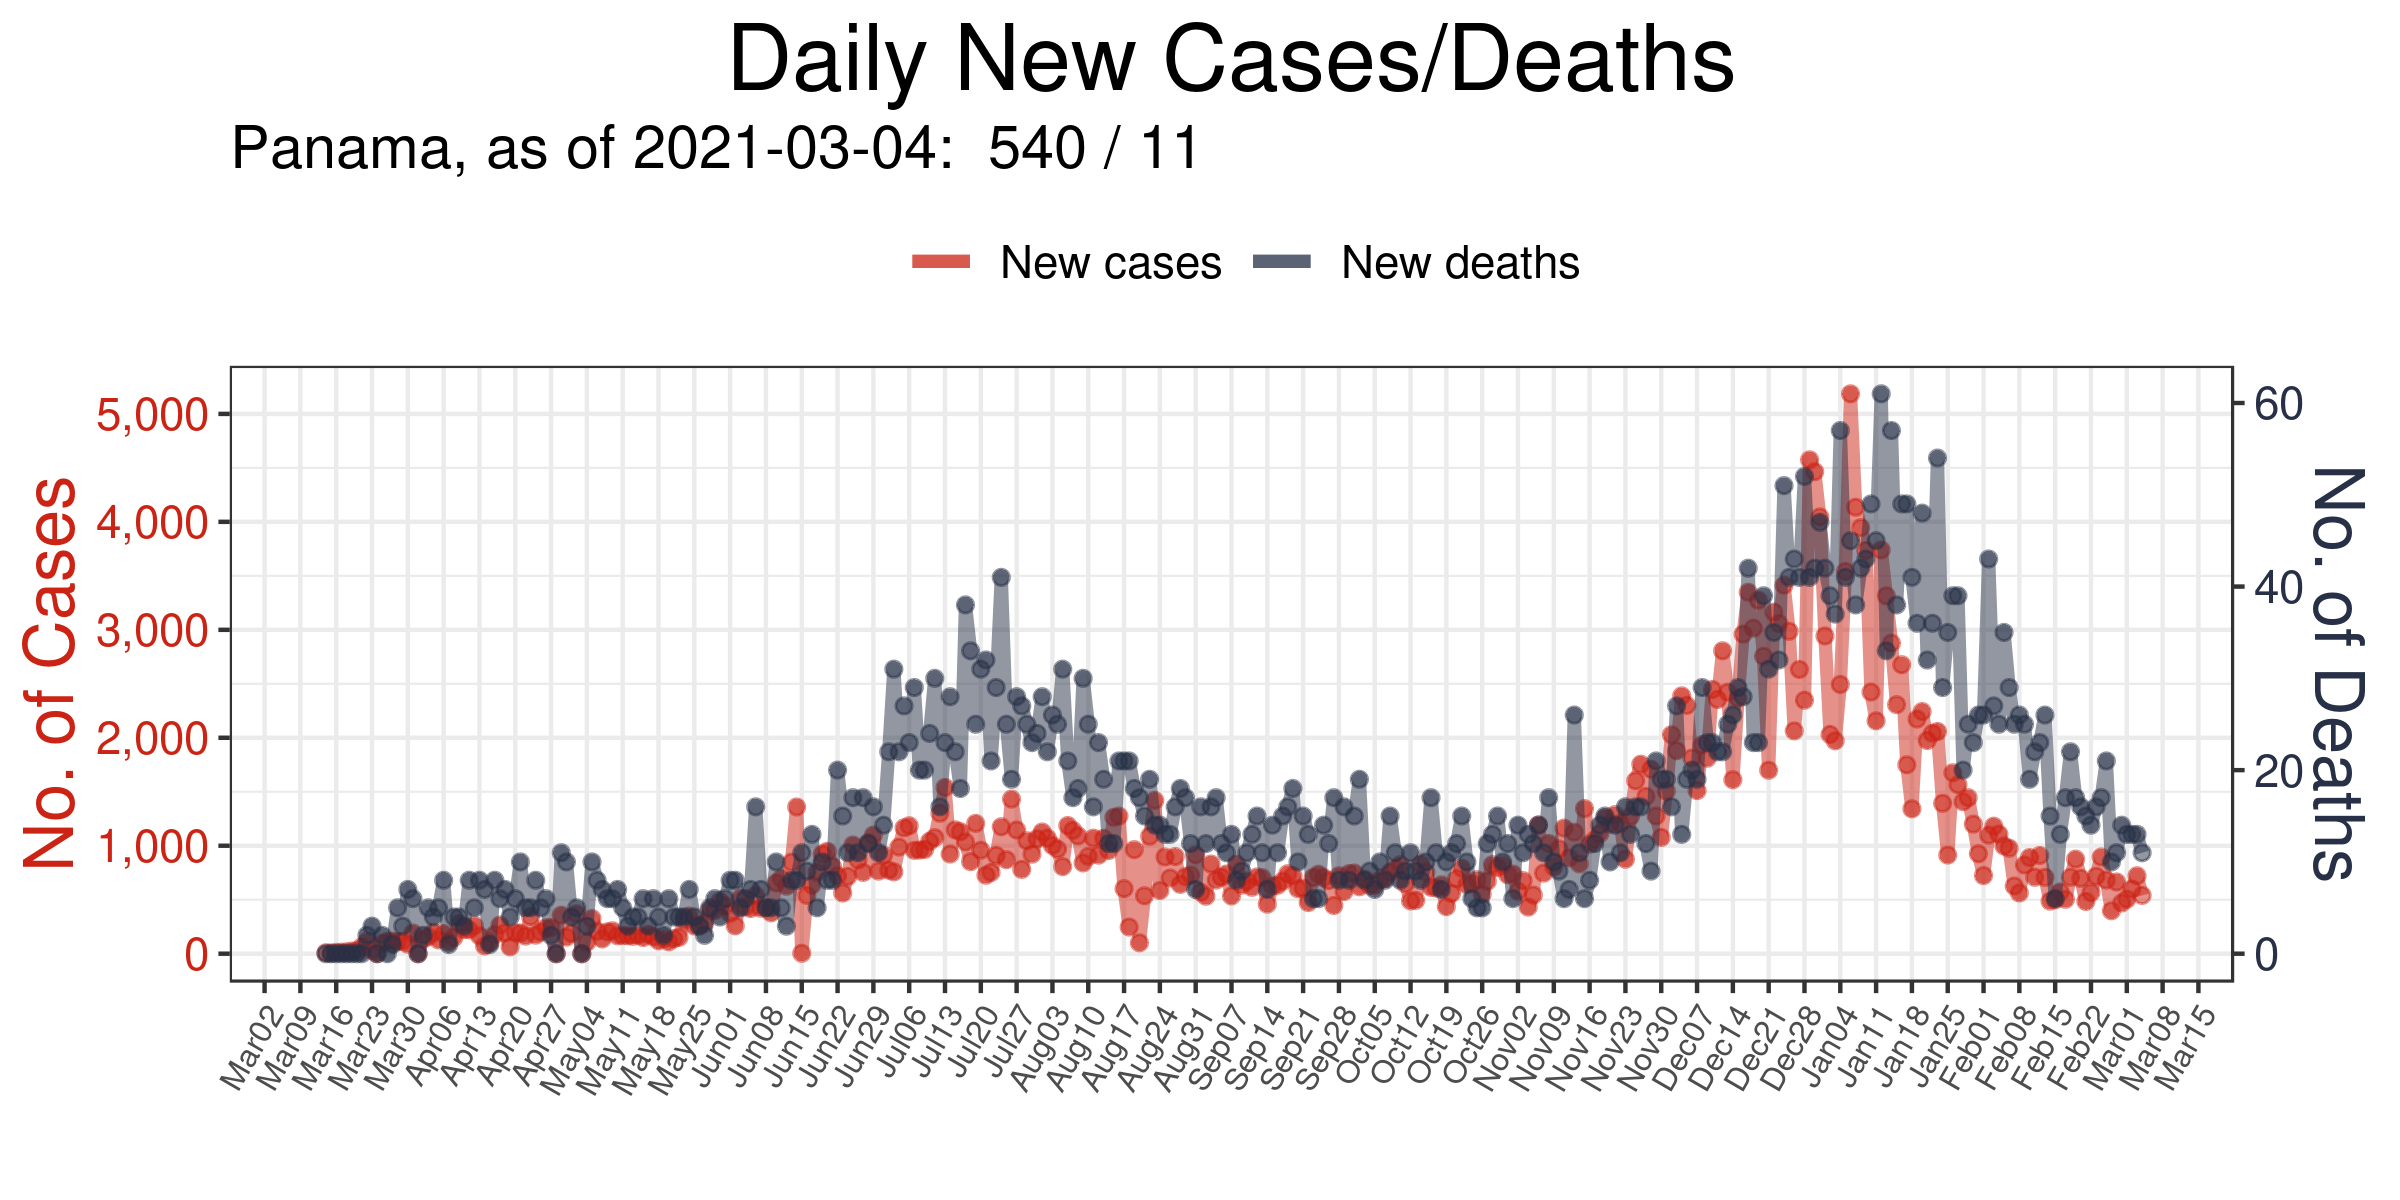 Daily New Cases/Deaths
Panama, as of 2021-03-04:  540 / 11
New cases
New deaths
No. of Cases
5,000
4,000
3,000
2,000
1,000
0
60
40
20
0
No. of Deaths
Mar02
Mar09
Mar16
Mar23
Mar30
Apr06
Apr13
Apr20
Apr27
May04
May11
May18
May25
Jun01
Jun08
Jun15
Jun22
Jun29
Jul06
Jul13
Jul20
Jul27
Aug03
Aug10
Aug17
Aug24
Aug31
Sep07
Sep14
Sep21
Sep28
Oct05
Oct12
Oct19
Oct26
Nov02
Nov09
Nov16
Nov23
Nov30
Dec07
Dec14
Dec21
Dec28
Jan04
Jan11
Jan18
Jan25
Feb01
Feb08
Feb15
Feb22
Mar01
Mar08
Mar15